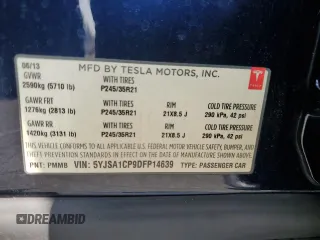 06/13
MFD BY TESLA MOTORS, INC.
GVWR
2590kg (5710 lb)
WITH TIRES
P245/35R21
TESLA
GAWR FRT
1276kg (2813 lb)
WITH TIRES
P245/35R21
RIM
21X8.5 J
COLD TIRE PRESSURE
290 kPa, 42 psi
GAWR RR
1420kg (3131 lb)
WITH TIRES
P245/35R21
RIM
21X8.5 J
COLD TIRE PRESSURE
290 kPa, 42 psi
THIS VEHICLE CONFORMS TO ALL APPLICABLE U.S. FEDERAL MOTOR VEHICLE SAFETY, BUMPER, AND
THEFT PREVENTION STANDARDS IN EFFECT ON THE DATE OF MANUFACTURE SHOWN ABOVE.
PNT: PMMB VIN: 5YJSA1CP9DFP14639 TYPE: PASSENGER CAR
AUTOBIDMASTER